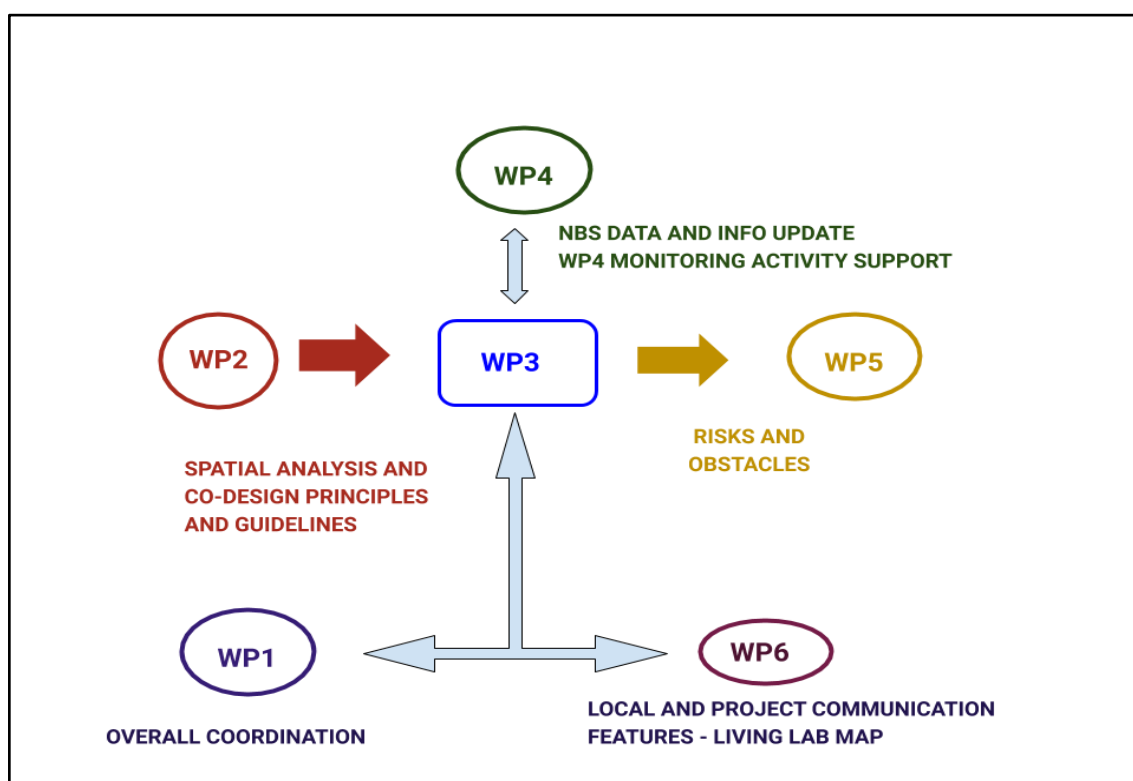 WP4
NBS DATA AND INFO UPDATE
WP4 MONITORING ACTIVITY SUPPORT
WP2
WP3
WP5
SPATIAL ANALYSIS AND
CO-DESIGN PRINCIPLES
AND GUIDELINES
RISKS AND
OBSTACLES
WP1
OVERALL COORDINATION
WP6
LOCAL AND PROJECT COMMUNICATION
FEATURES - LIVING LAB MAP